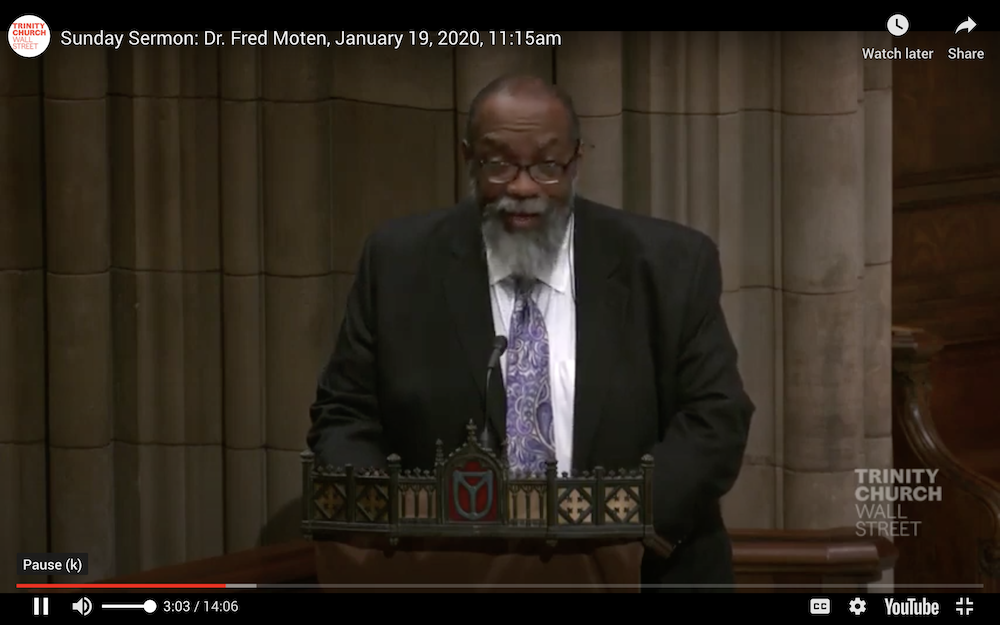 TRINITY
CHURCH
WALL
STREET
Sunday Sermon: Dr. Fred Moten, January 19, 2020, 11:15am
Watch later
Share
TRINITY
CHURCH
WALL
STREET
Pause (k)
3:03 / 14:06
CC
YouTube